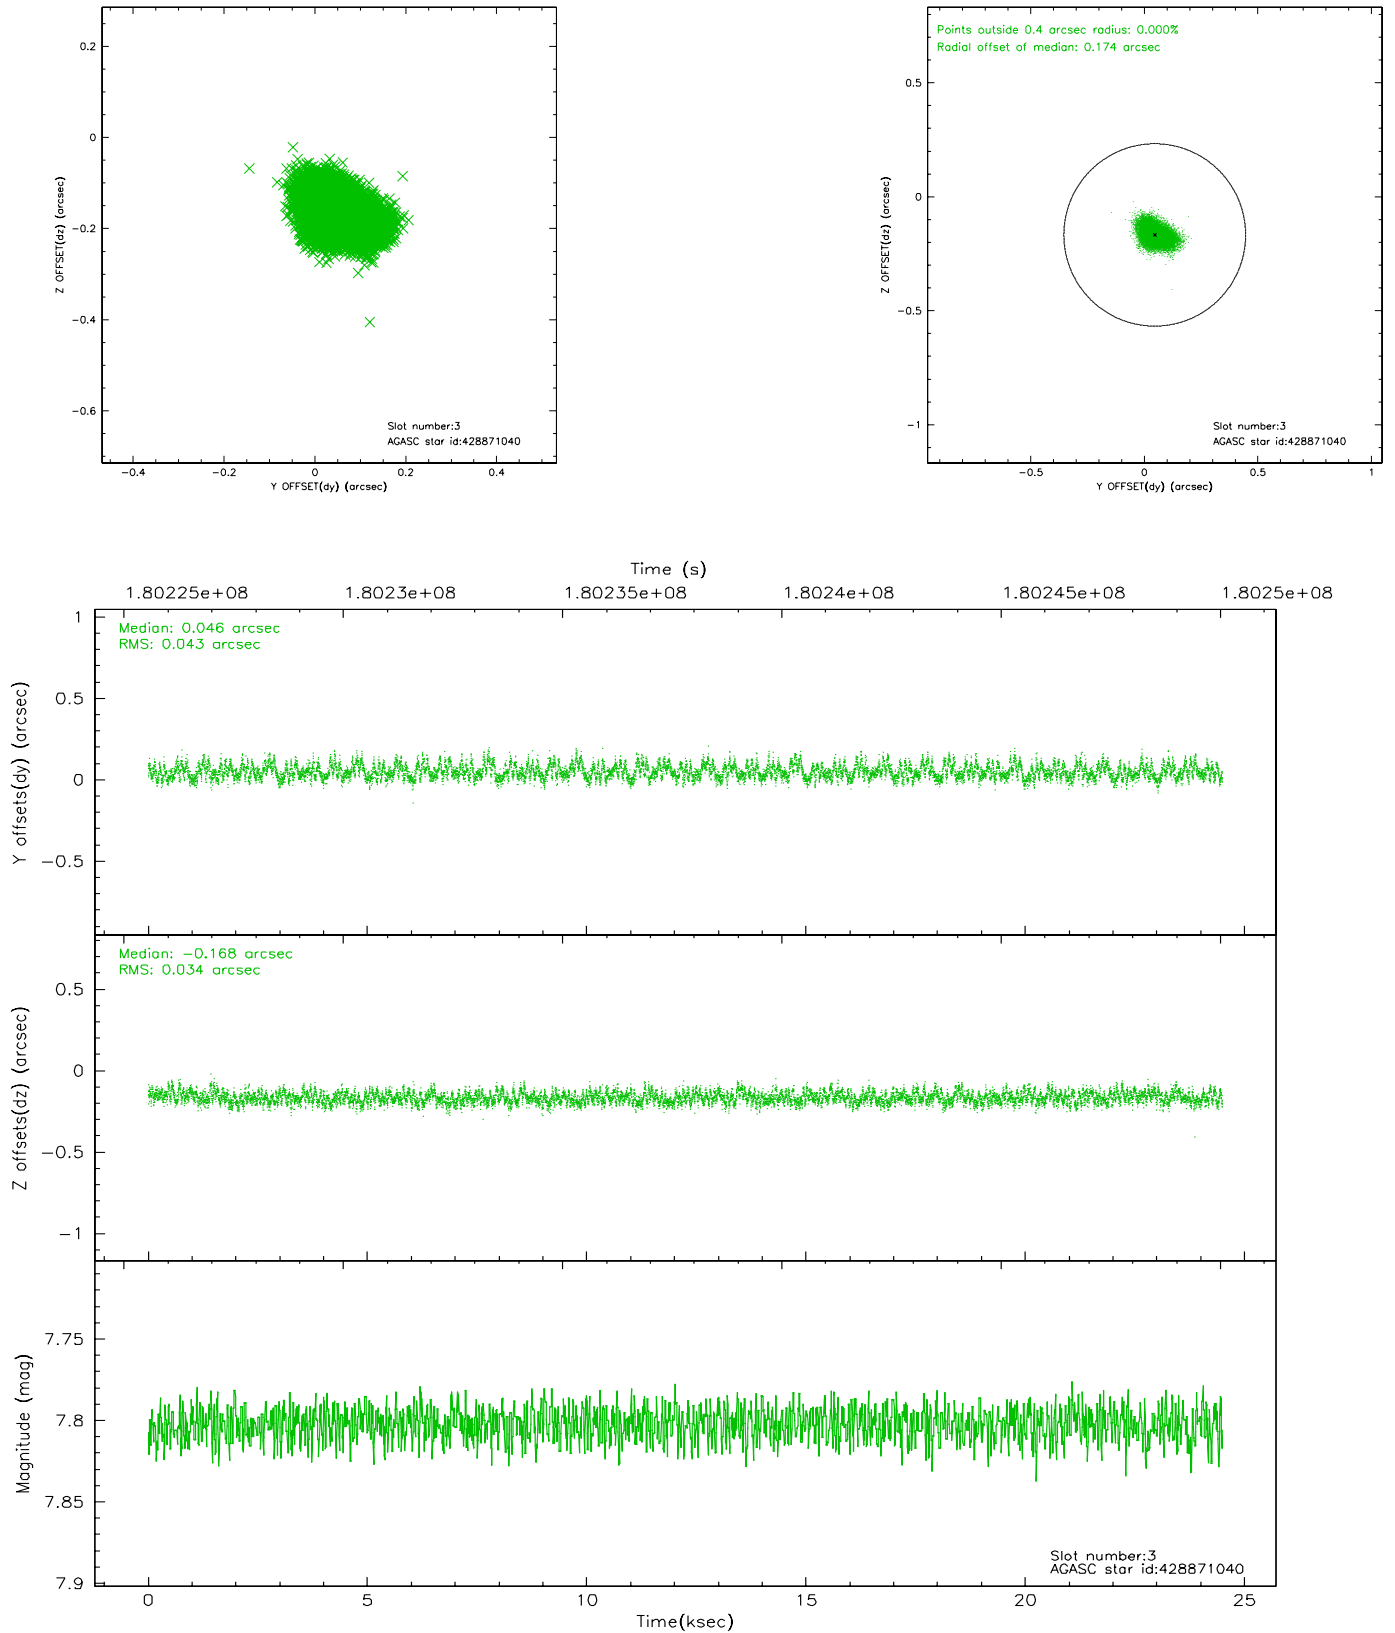 0.2
0
−0.2
−0.4
−0.6
Z OFFSET(dz) (arcsec)
Slot number:3
AGASC star id:428871040
−0.4 −0.2 0 0.2 0.4
Y OFFSET(dy) (arcsec)
Points outside 0.4 arcsec radius: 0.000%
Radial offset of median: 0.174 arcsec
0.5
0
−0.5
−1
Z OFFSET(dz) (arcsec)
Slot number:3
AGASC star id:428871040
−0.5 0 0.5 1
Y OFFSET(dy) (arcsec)
Time (s)
1.80225e+08 1.8023e+08 1.80235e+08 1.8024e+08 1.80245e+08 1.8025e+08
Median: 0.046 arcsec
RMS: 0.043 arcsec
1
0.5
0
−0.5
Y offsets(dy) (arcsec)
Median: −0.168 arcsec
RMS: 0.034 arcsec
0.5
0
−0.5
−1
Z offsets(dz) (arcsec)
7.75
7.8
7.85
7.9
Magnitude (mag)
Slot number:3
AGASC star id:428871040
0 5 10 15 20 25
Time(ksec)